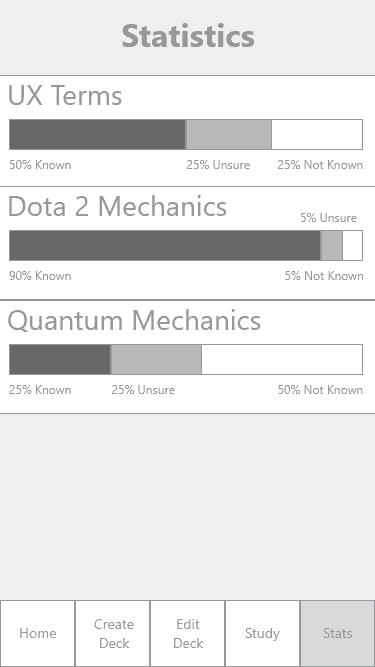 Statistics
UX Terms
50% Known 25% Unsure 25% Not Known
Dota 2 Mechanics
5% Unsure
90% Known 5% Not Known
Quantum Mechanics
25% Known 25% Unsure 50% Not Known
Home
Create
Deck
Edit
Deck
Study
Stats